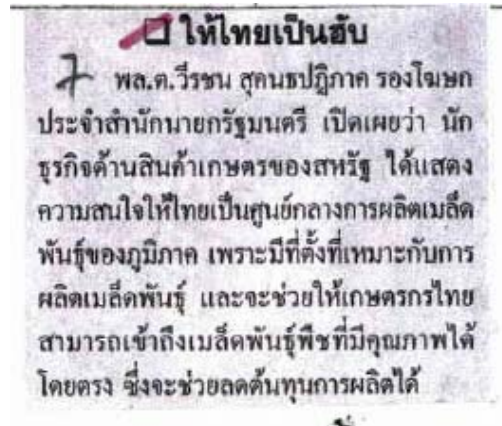 ให้ไทยเป็นฮับ
พล.ต.วีรชน สุคนธปฏิภาค รองโฆษก
ประจำสำนักนายกรัฐมนตรี เปิดเผยว่า นัก
ธุรกิจด้านสินค้าเกษตรของสหรัฐ ได้แสดง
ความสนใจให้ไทยเป็นศูนย์กลางการผลิตเมล็ด
พันธุ์ของภูมิภาค เพราะมีที่ตั้งที่เหมาะกับการ
ผลิตเมล็ดพันธุ์ และจะช่วยให้เกษตรกรไทย
สามารถเข้าถึงเมล็ดพันธุ์พืชที่มีคุณภาพได้
โดยตรง ซึ่งจะช่วยลดต้นทุนการผลิตได้